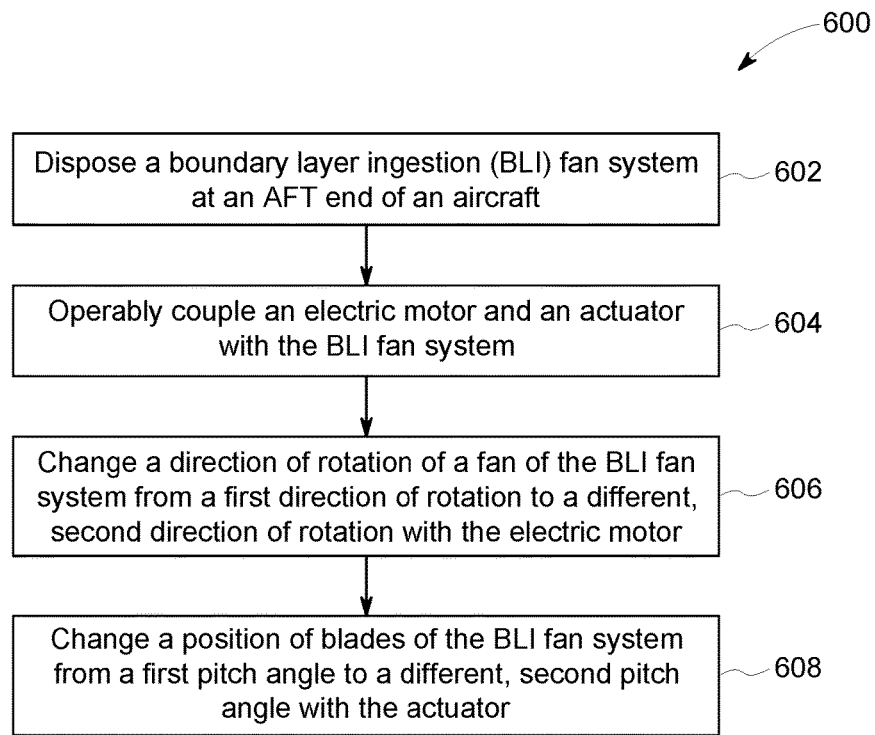 600
Dispose a boundary layer ingestion (BLI) fan system
at an AFT end of an aircraft
602
Operably couple an electric motor and an actuator
with the BLI fan system
604
Change a direction of rotation of a fan of the BLI fan
system from a first direction of rotation to a different,
second direction of rotation with the electric motor
606
Change a position of blades of the BLI fan system
from a first pitch angle to a different, second pitch
angle with the actuator
608